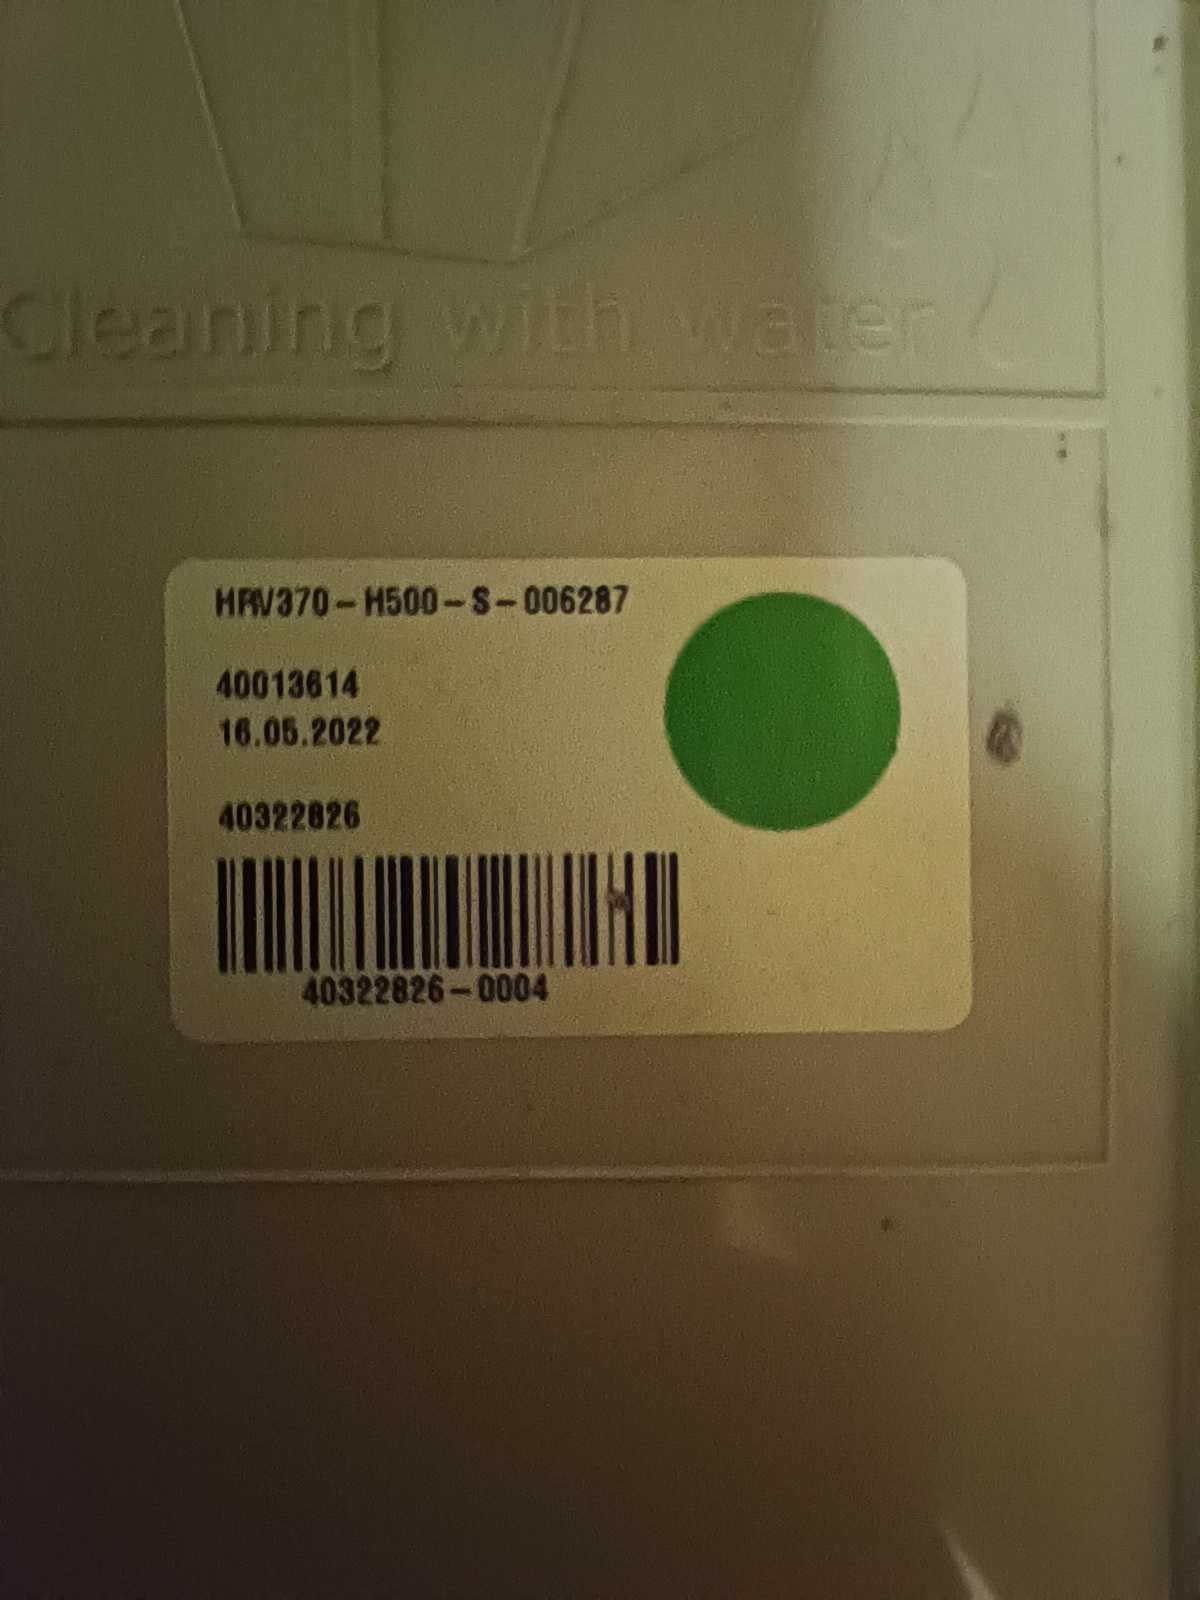 Cleaning with water
HRV370-H500-S-006287
40013614
16.05.2022
40322826
40322826-0004